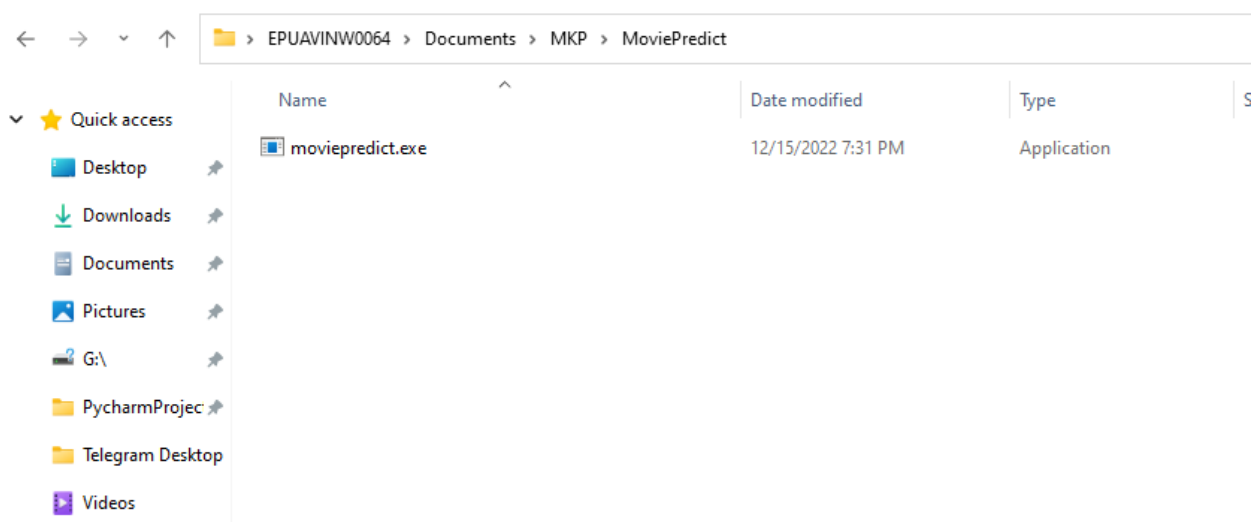 EPUAVINW0064 > Documents > MKP > MoviePredict
Name Date modified Type S
Quick access
moviepredict.exe 12/15/2022 7:31 PM Application
Desktop
Downloads
Documents
Pictures
G:\
PycharmProjec
Telegram Desktop
Videos